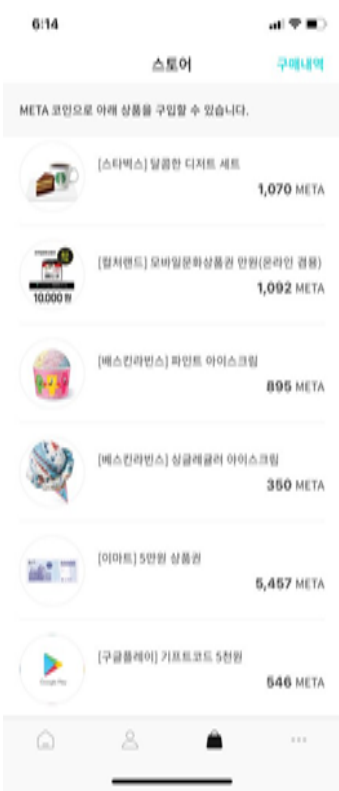 6:14
스토어
구매내역
META 코인으로 아래 상품을 구입할 수 있습니다.
[스타벅스] 달콤한 디저트 세트
1,070 META
10,000 원
[컬쳐랜드] 모바일문화상품권 만원(온라인 겸용)
1,092 META
[배스킨라빈스] 파인트 아이스크림
895 META
[베스킨라빈스] 싱글레귤러 아이스크림
350 META
[이마트] 5만원 상품권
5,457 META
Google Play
[구글플레이] 기프트코드 5천원
546 META